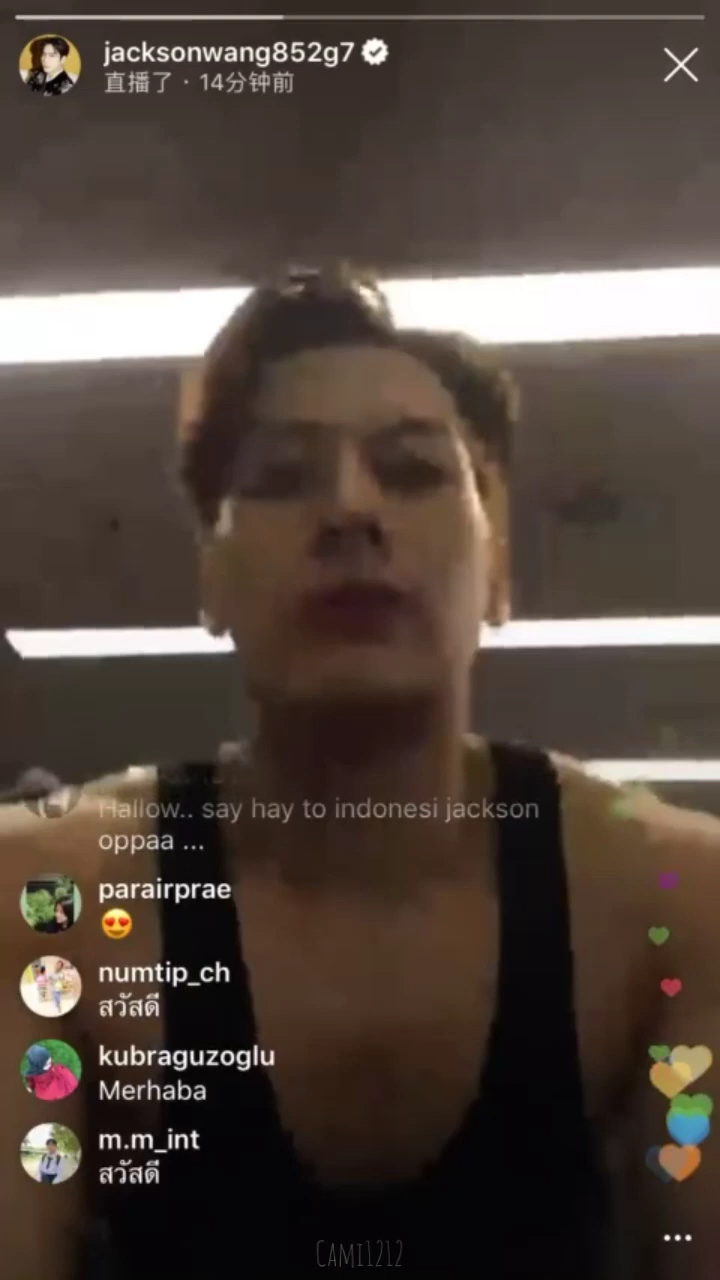 jacksonwang852g7
直播了 · 14分钟前
Hallow.. say hay to indonesi jackson
oppaa ...
parairprae
😍
numtip_ch
สวัสดี
kubraguzoglu
Merhaba
m.m_int
สวัสดี
CAMI1212